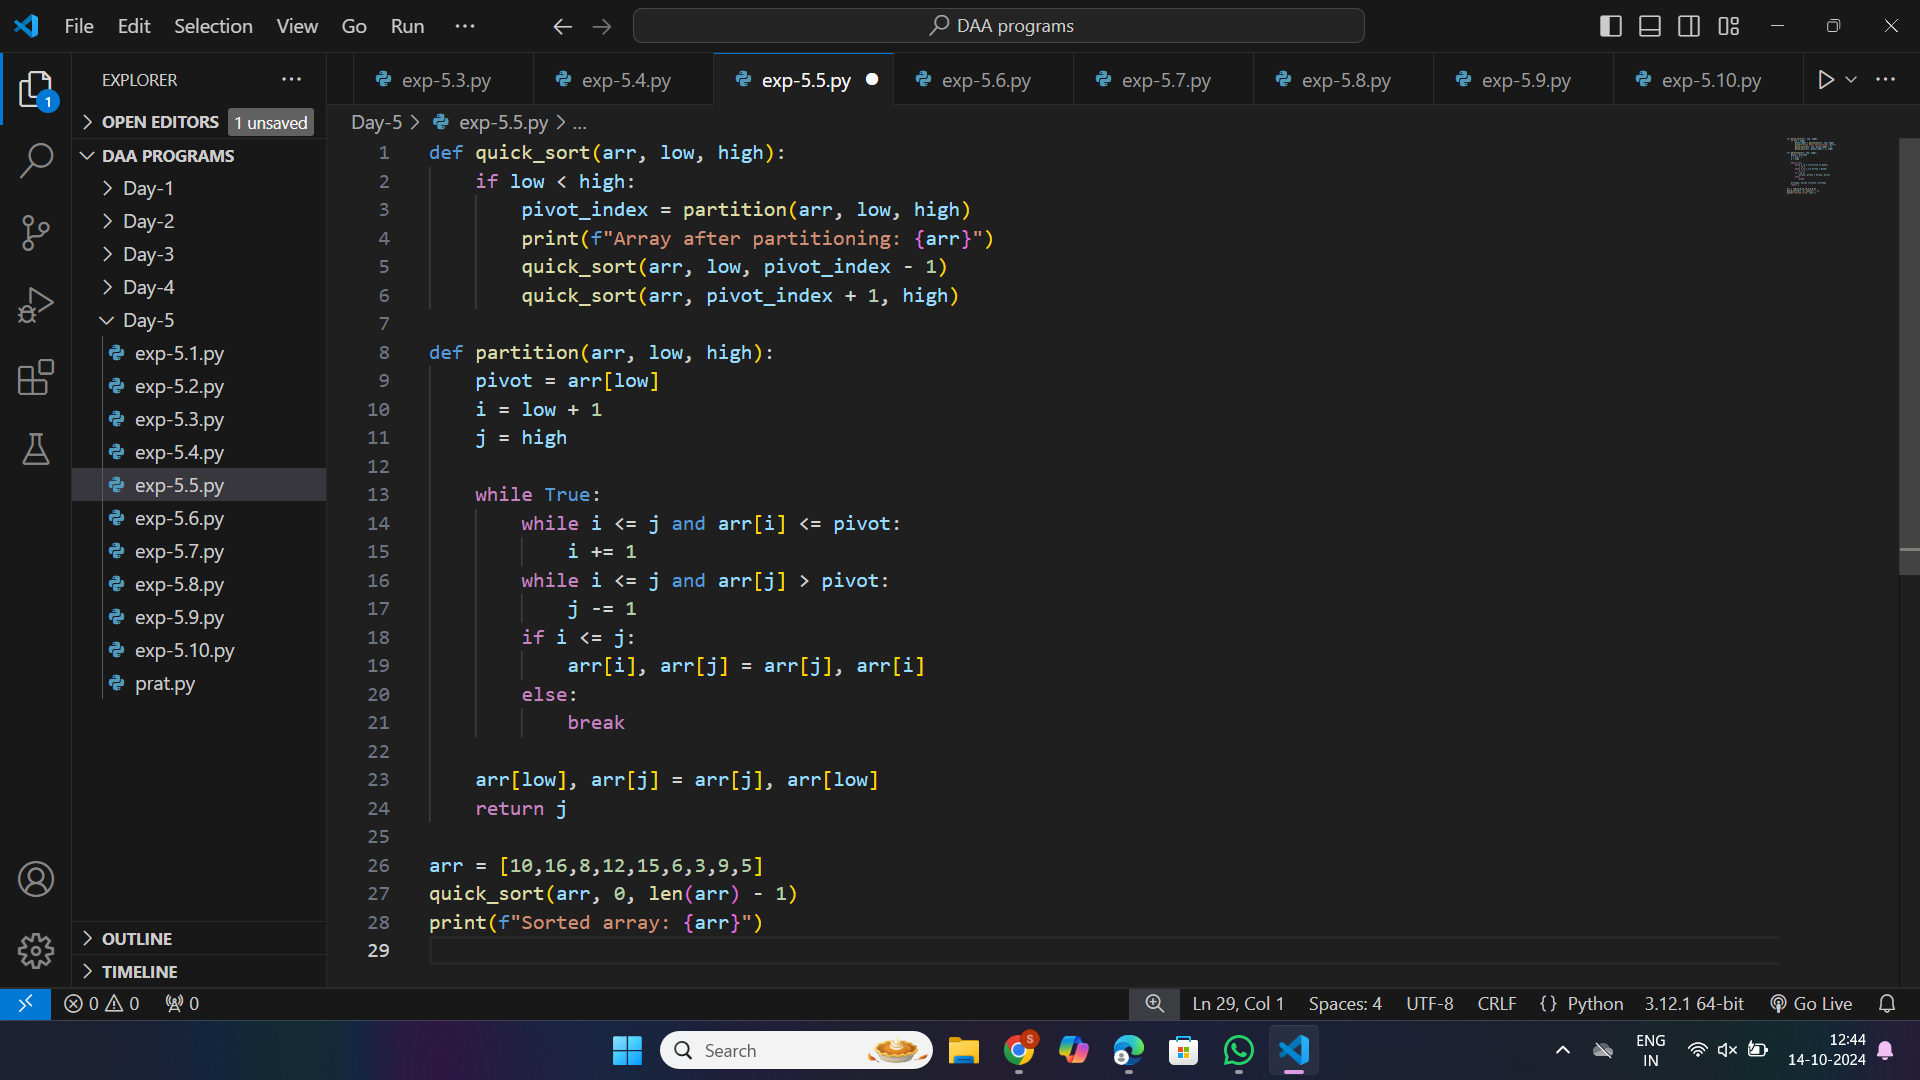 File Edit Selection View Go Run ...
DAA programs
EXPLORER
exp-5.3.py exp-5.4.py exp-5.5.py exp-5.6.py exp-5.7.py exp-5.8.py exp-5.9.py exp-5.10.py
1
OPEN EDITORS 1 unsaved
DAA PROGRAMS
Day-1
Day-2
Day-3
Day-4
Day-5
exp-5.1.py
exp-5.2.py
exp-5.3.py
exp-5.4.py
exp-5.5.py
exp-5.6.py
exp-5.7.py
exp-5.8.py
exp-5.9.py
exp-5.10.py
prat.py
OUTLINE
TIMELINE
Day-5 > exp-5.5.py > ...
1 def quick_sort(arr, low, high):
2     if low < high:
3         pivot_index = partition(arr, low, high)
4         print(f"Array after partitioning: {arr}")
5         quick_sort(arr, low, pivot_index - 1)
6         quick_sort(arr, pivot_index + 1, high)
7
8 def partition(arr, low, high):
9     pivot = arr[low]
10     i = low + 1
11     j = high
12
13     while True:
14         while i <= j and arr[i] <= pivot:
15             i += 1
16         while i <= j and arr[j] > pivot:
17             j -= 1
18         if i <= j:
19             arr[i], arr[j] = arr[j], arr[i]
20         else:
21             break
22
23     arr[low], arr[j] = arr[j], arr[low]
24     return j
25
26 arr = [10,16,8,12,15,6,3,9,5]
27 quick_sort(arr, 0, len(arr) - 1)
28 print(f"Sorted array: {arr}")
29
0 0 0 Ln 29, Col 1 Spaces: 4 UTF-8 CRLF {} Python 3.12.1 64-bit Go Live
Search
S
ENG
IN
12:44
14-10-2024